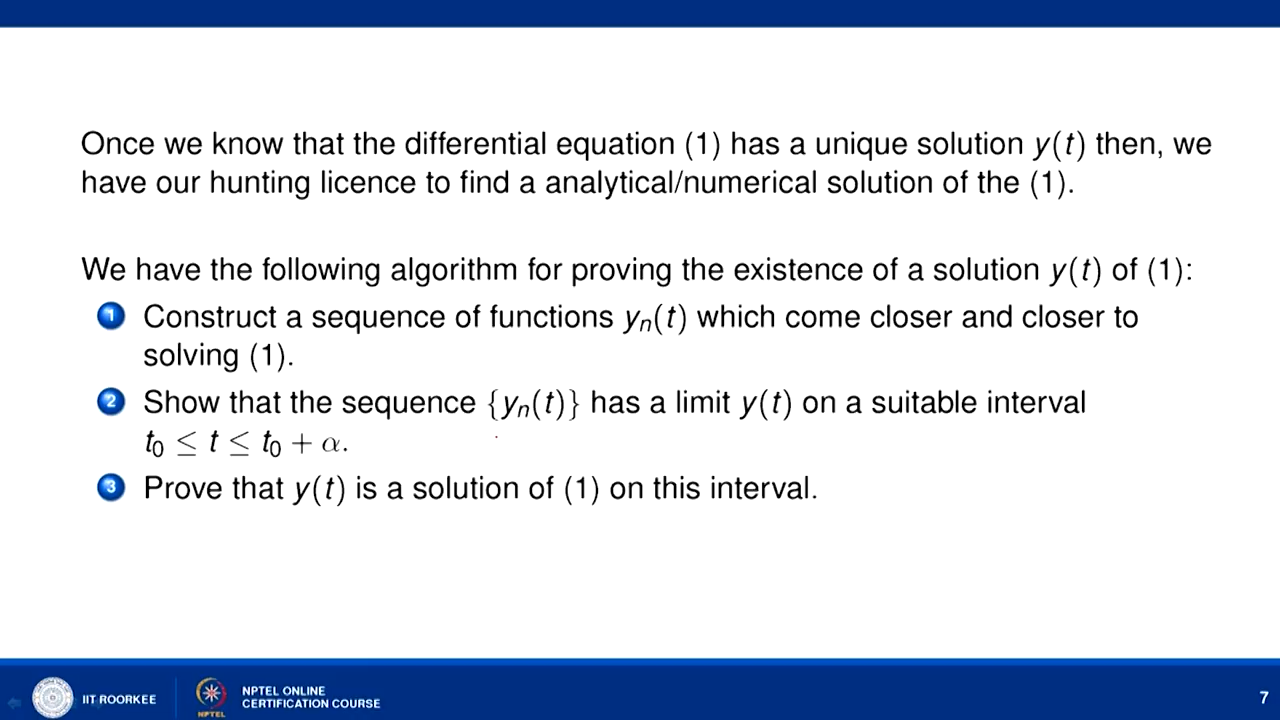 Once we know that the differential equation (1) has a unique solution y(t) then, we
have our hunting licence to find a analytical/numerical solution of the (1).
We have the following algorithm for proving the existence of a solution y(t) of (1):
1 Construct a sequence of functions yₙ(t) which come closer and closer to
solving (1).
2 Show that the sequence {yₙ(t)} has a limit y(t) on a suitable interval
t₀ ≤ t ≤ t₀ + α.
3 Prove that y(t) is a solution of (1) on this interval.
IIT ROORKEE
NPTEL
NPTEL ONLINE
CERTIFICATION COURSE
7